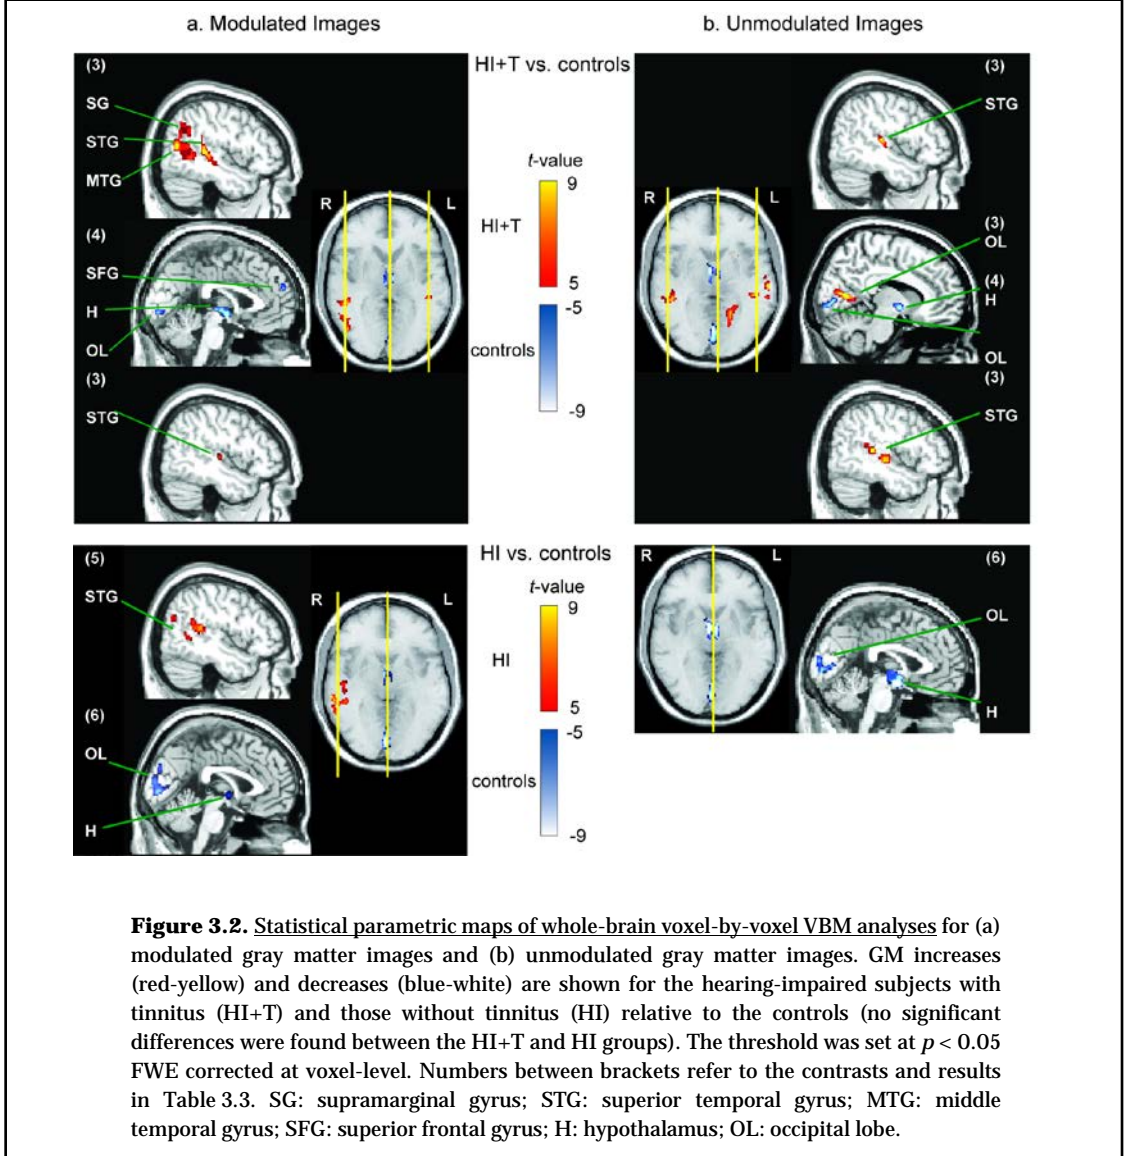 a. Modulated Images
b. Unmodulated Images
HI+T vs. controls
(3)
SG
STG
MTG
(4)
SFG
H
OL
(3)
STG
R
L
t-value
9
HI+T
5
-5
controls
-9
(3)
STG
R
L
(3)
OL
(4)
H
OL
(3)
STG
HI vs. controls
(5)
STG
(6)
OL
H
R
L
t-value
9
HI
5
-5
controls
-9
R
L
(6)
OL
H
Figure 3.2. Statistical parametric maps of whole-brain voxel-by-voxel VBM analyses for (a)
modulated gray matter images and (b) unmodulated gray matter images. GM increases
(red-yellow) and decreases (blue-white) are shown for the hearing-impaired subjects with
tinnitus (HI+T) and those without tinnitus (HI) relative to the controls (no significant
differences were found between the HI+T and HI groups). The threshold was set at p < 0.05
FWE corrected at voxel-level. Numbers between brackets refer to the contrasts and results
in Table 3.3. SG: supramarginal gyrus; STG: superior temporal gyrus; MTG: middle
temporal gyrus; SFG: superior frontal gyrus; H: hypothalamus; OL: occipital lobe.